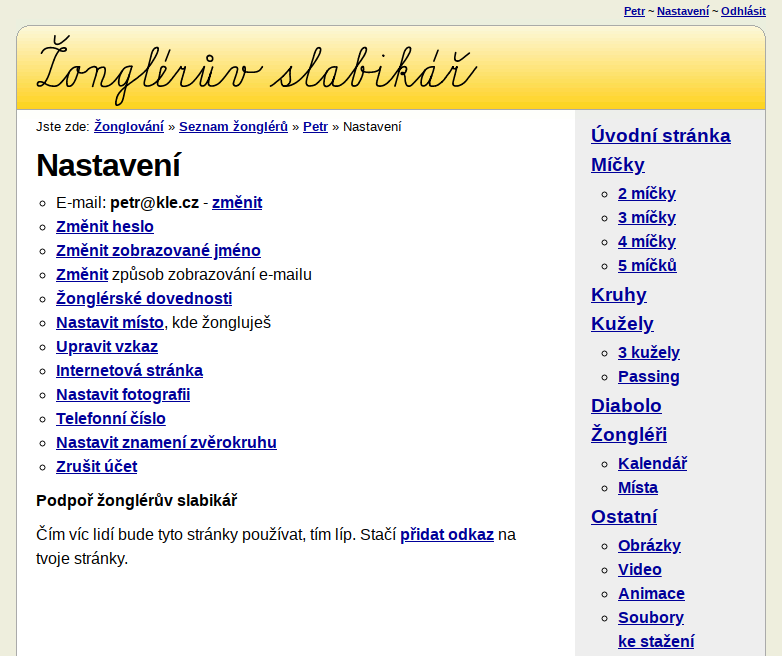 Petr ~ Nastavení ~ Odhlásit
Žonglérův slabikář
Jste zde: Žonglování » Seznam žonglérů » Petr » Nastavení
Nastavení
E-mail: petr@kle.cz - změnit
Změnit heslo
Změnit zobrazované jméno
Změnit způsob zobrazování e-mailu
Žonglérské dovednosti
Nastavit místo, kde žongluješ
Upravit vzkaz
Internetová stránka
Nastavit fotografii
Telefonní číslo
Nastavit znamení zvěrokruhu
Zrušit účet
Podpoř žonglérův slabikář
Čím víc lidí bude tyto stránky používat, tím líp. Stačí přidat odkaz na
tvoje stránky.
Úvodní stránka
Míčky
2 míčky
3 míčky
4 míčky
5 míčků
Kruhy
Kužely
3 kužely
Passing
Diabolo
Žongléři
Kalendář
Místa
Ostatní
Obrázky
Video
Animace
Soubory
ke stažení